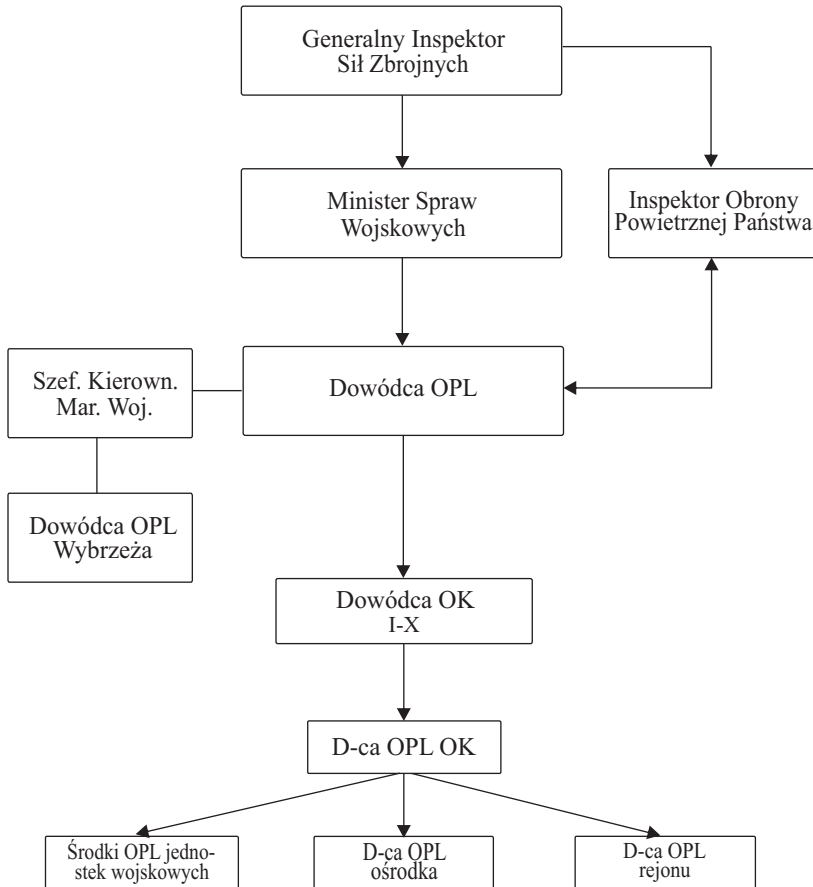 Generalny Inspektor
Sił Zbrojnych
Minister Spraw
Wojskowych
Inspektor Obrony
Powietrznej Państwa
Szef. Kierown.
Mar. Woj.
Dowódca OPL
Dowódca OPL
Wybrzeża
Dowódca OK
I-X
D-ca OPL OK
Środki OPL jedno-
stek wojskowych
D-ca OPL
ośrodka
D-ca OPL
rejonu